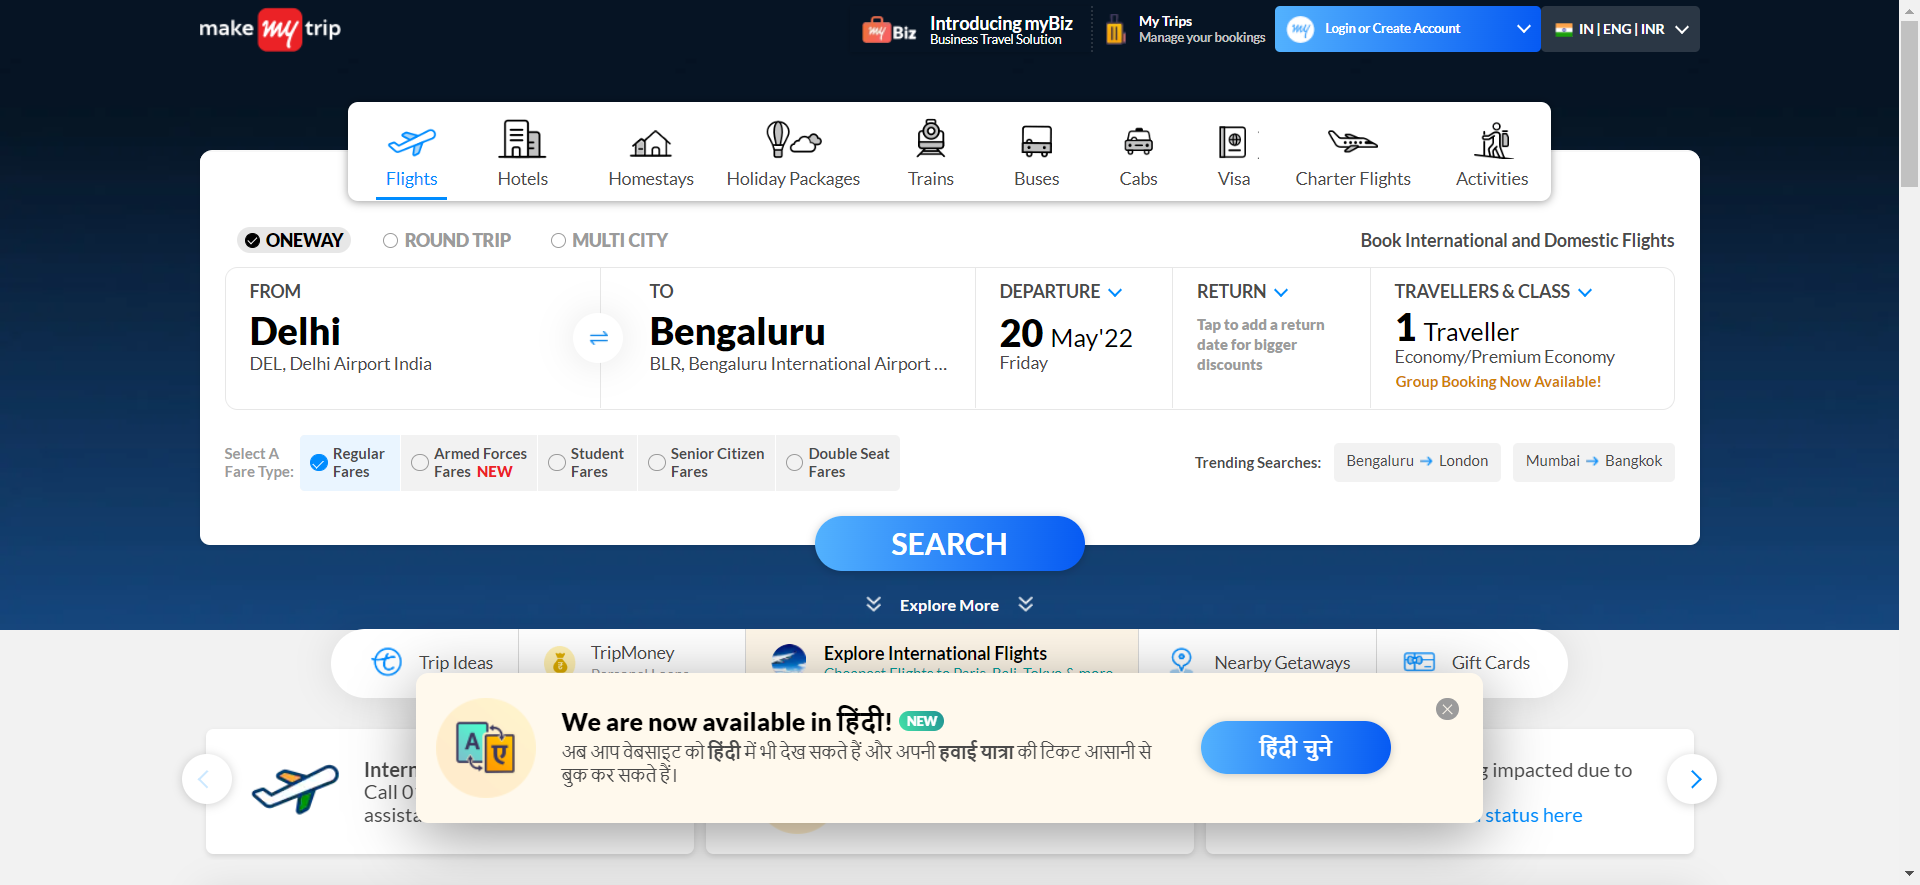 make my trip
my Biz
Introducing myBiz
Business Travel Solution
My Trips
Manage your bookings
my
Login or Create Account
IN | ENG | INR
Flights
Hotels
Homestays
Holiday Packages
Trains
Buses
Cabs
Visa
Charter Flights
Activities
ONEWAY
ROUND TRIP
MULTI CITY
Book International and Domestic Flights
FROM
Delhi
DEL, Delhi Airport India
TO
Bengaluru
BLR, Bengaluru International Airport ...
DEPARTURE
20 May'22
Friday
RETURN
Tap to add a return
date for bigger
discounts
TRAVELLERS & CLASS
1 Traveller
Economy/Premium Economy
Group Booking Now Available!
Select A
Fare Type:
Regular
Fares
Armed Forces
Fares NEW
Student
Fares
Senior Citizen
Fares
Double Seat
Fares
Trending Searches:
Bengaluru → London
Mumbai → Bangkok
SEARCH
Explore More
Trip Ideas
TripMoney
Personal Loans
Explore International Flights
Cheapest Flights to Paris, Bali, Tokyo & more
Nearby Getaways
Gift Cards
We are now available in हिंदी! NEW
अब आप वेबसाइट को हिंदी में भी देख सकते हैं और अपनी हवाई यात्रा की टिकट आसानी से
बुक कर सकते हैं।
A ए
हिंदी चुने
Intern
Call 0
assista
impacted due to
status here